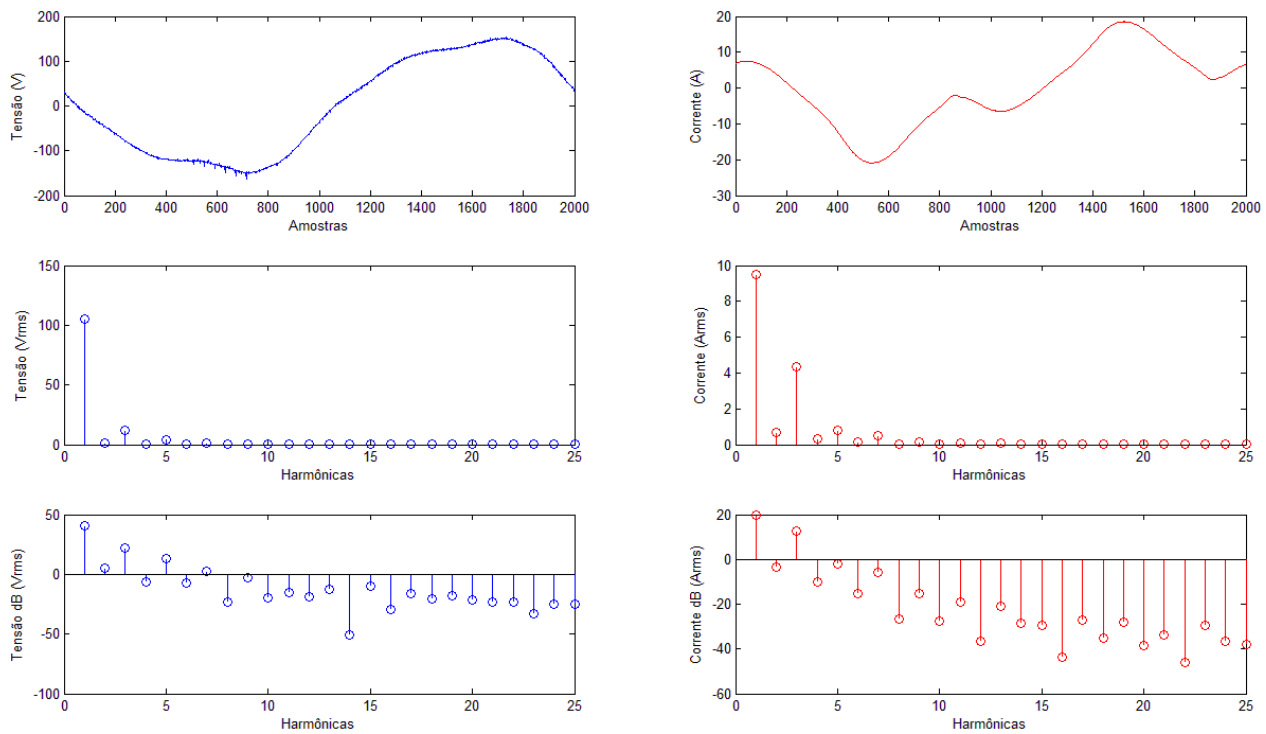 200
100
0
-100
-200
Tensão (V)
0 200 400 600 800 1000 1200 1400 1600 1800 2000
Amostras
20
10
0
-10
-20
-30
Corrente (A)
0 200 400 600 800 1000 1200 1400 1600 1800 2000
Amostras
150
100
50
0
Tensão (Vrms)
0 5 10 15 20 25
Harmônicas
10
8
6
4
2
0
Corrente (Arms)
0 5 10 15 20 25
Harmônicas
50
0
-50
-100
Tensão dB (Vrms)
0 5 10 15 20 25
Harmônicas
20
0
-20
-40
-60
Corrente dB (Arms)
0 5 10 15 20 25
Harmônicas